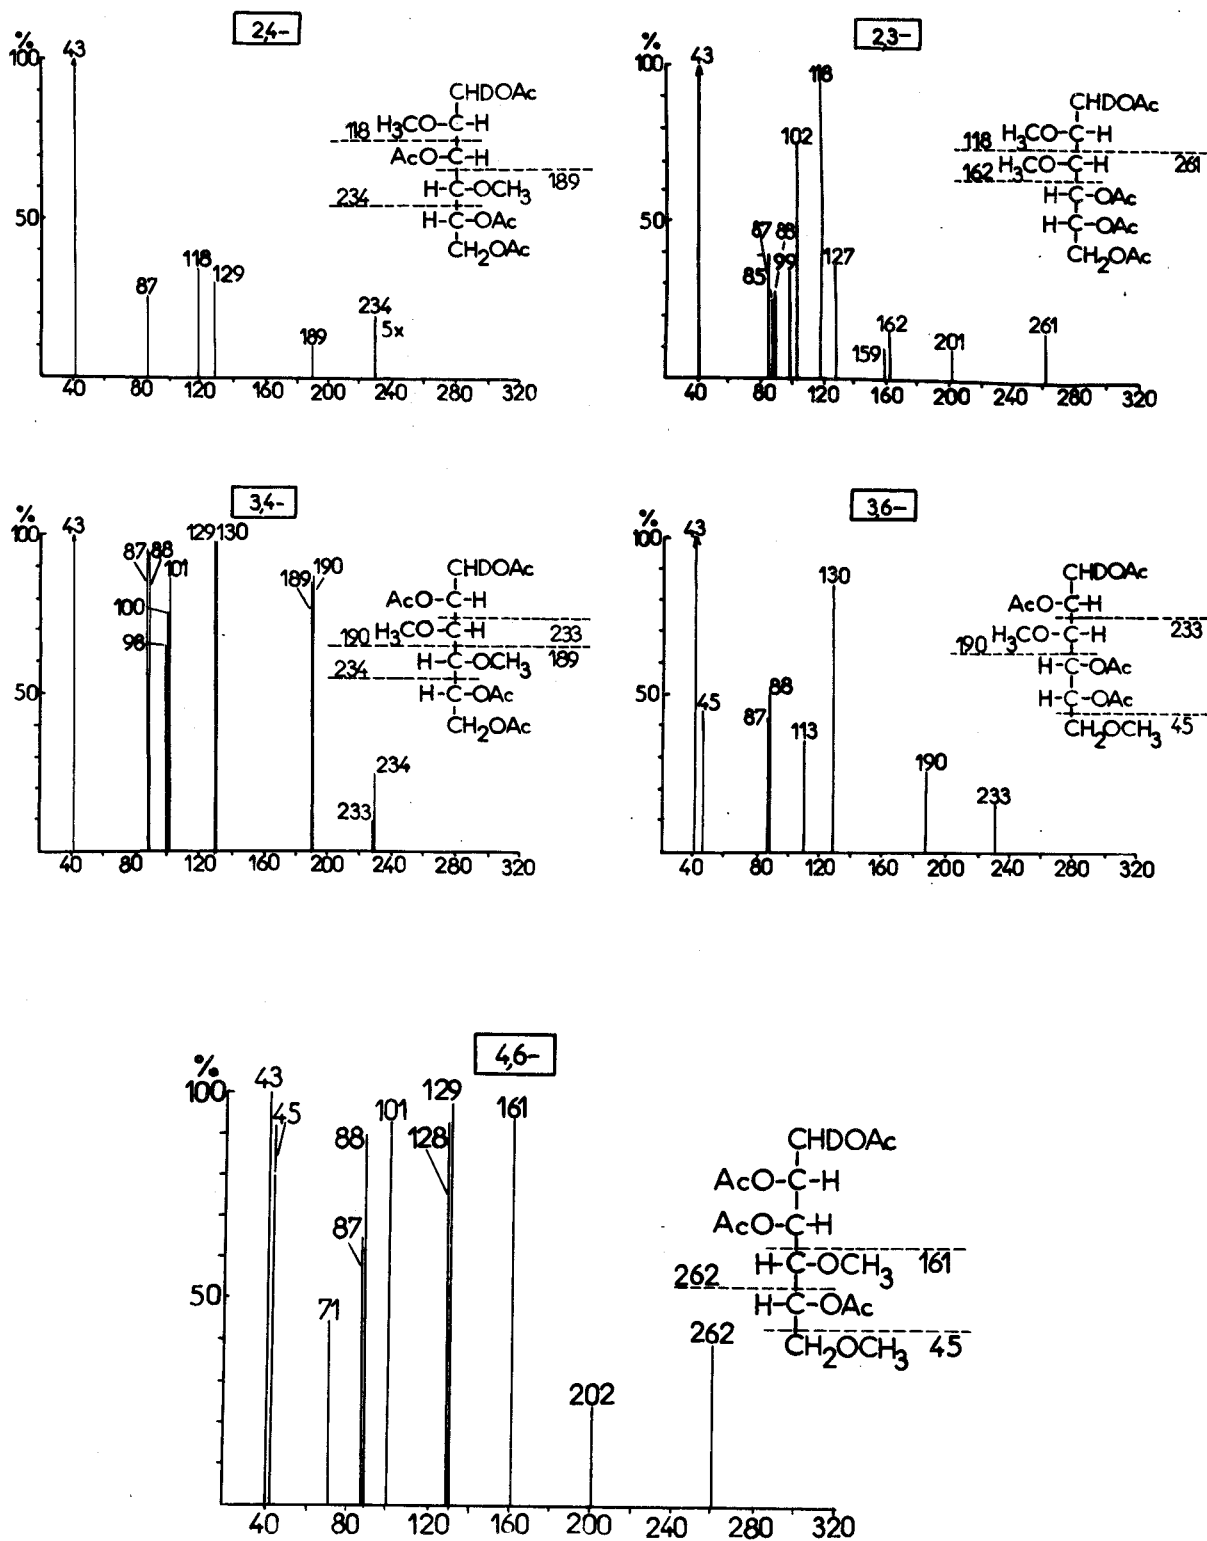 2,4-
%
100
43
50
87
118
129
189
234
5x
40 80 120 160 200 240 280 320
CHDOAc
H3CO-C-H
118
AcO-C-H
189
H-C-OCH3
234
H-C-OAc
CH2OAc
2,3-
%
100
43
118
102
50
87 88
85 99 127
159 162 201 261
40 80 120 160 200 240 280 320
CHDOAc
H3CO-C-H
118 261
H3CO-C-H
162
H-C-OAc
H-C-OAc
CH2OAc
3,4-
%
100
43
129 130
87 88
101
100
98
189 190
50
233 234
40 80 120 160 200 240 280 320
CHDOAc
AcO-C-H
233
H3CO-C-H
190 189
H-C-OCH3
234
H-C-OAc
CH2OAc
3,6-
%
100
43
130
50
45
87 88
113
190
233
40 80 120 160 200 240 280 320
CHDOAc
AcO-C-H
233
H3CO-C-H
190
H-C-OAc
H-C-OAc
CH2OCH3 45
4,6-
%
100
43
45
129
101
161
88
128
87
50
71
202
262
40 80 120 160 200 240 280 320
CHDOAc
AcO-C-H
AcO-C-H
H-C-OCH3 161
262
H-C-OAc
CH2OCH3 45